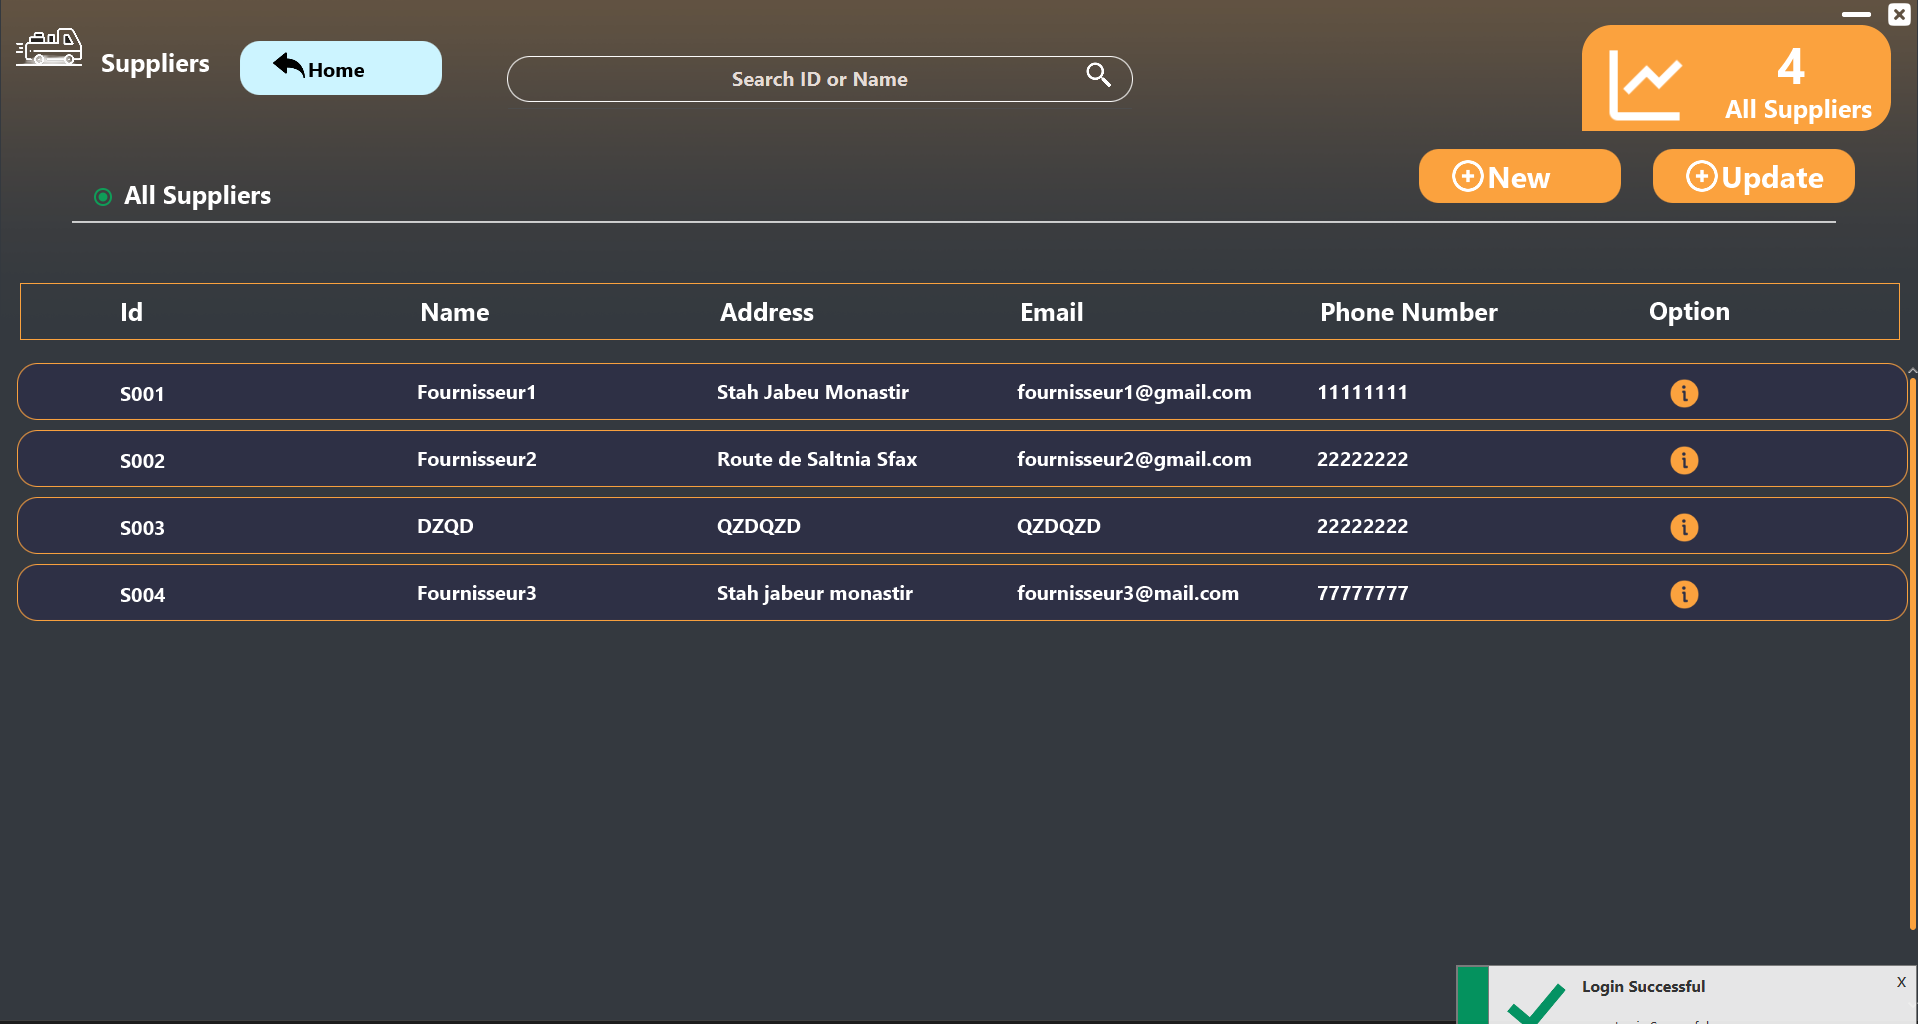 Suppliers
Home
Search ID or Name
4
All Suppliers
New
Update
All Suppliers
Id Name Address Email Phone Number Option
S001 Fournisseur1 Stah Jabeu Monastir fournisseur1@gmail.com 11111111
S002 Fournisseur2 Route de Saltnia Sfax fournisseur2@gmail.com 22222222
S003 DZQD QZDQZD QZDQZD 22222222
S004 Fournisseur3 Stah jabeur monastir fournisseur3@mail.com 77777777
Login Successful
X